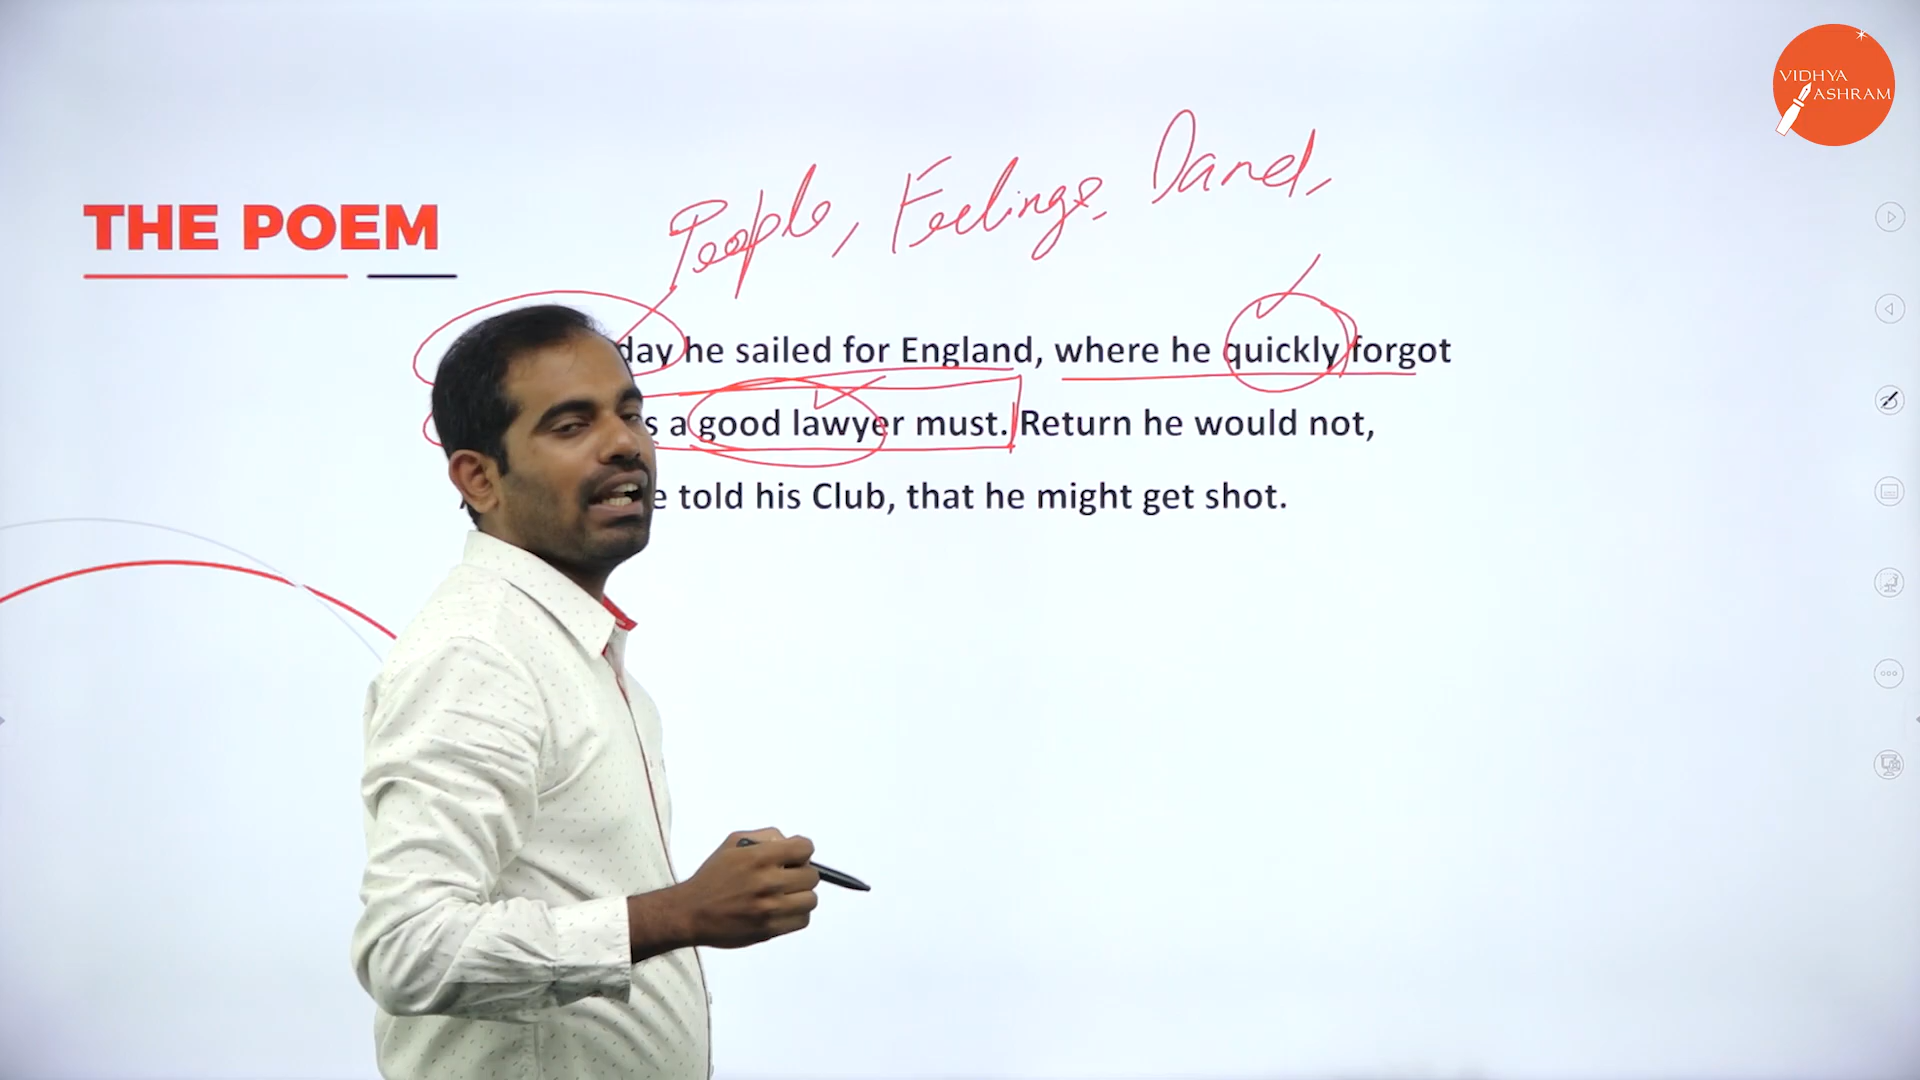 VIDHYA
ASHRAM
People, Feelings,
THE POEM
day he sailed for England, where he quickly forgot
s a good lawyer must. Return he would not,
e told his Club, that he might get shot.